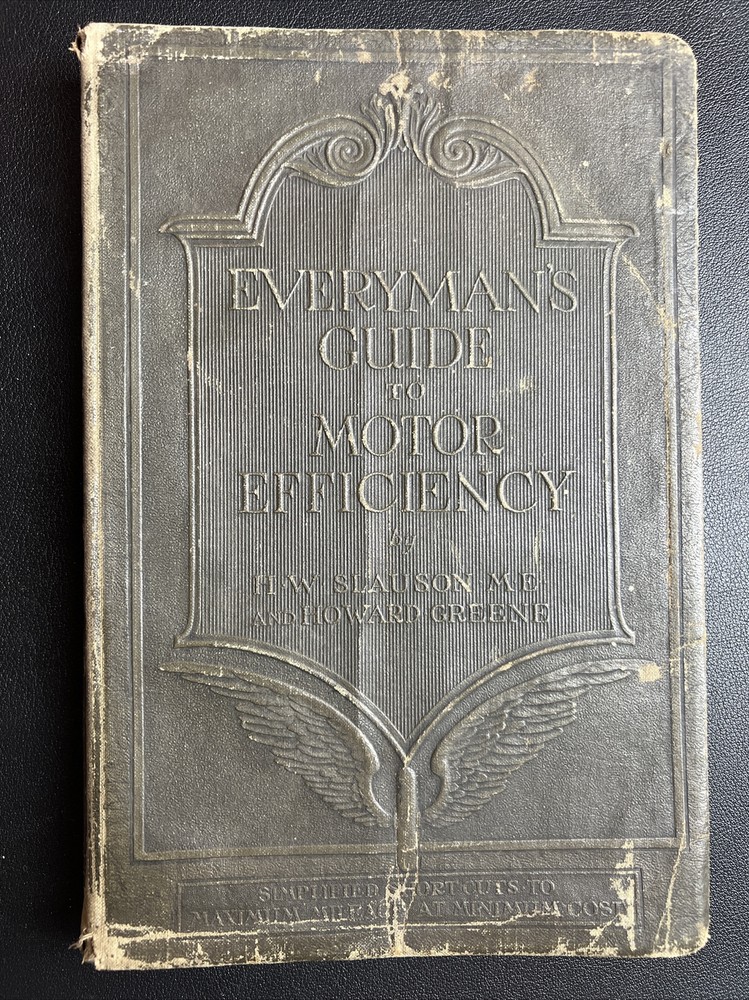 EVERYMAN'S
GUIDE
TO
MOTOR
EFFICIENCY
by
H·W·SLAUSON·M·E·
AND HOWARD GREENE
SIMPLIFIED SHORT CUTS TO
MAXIMUM MILEAGE AT MINIMUM COST